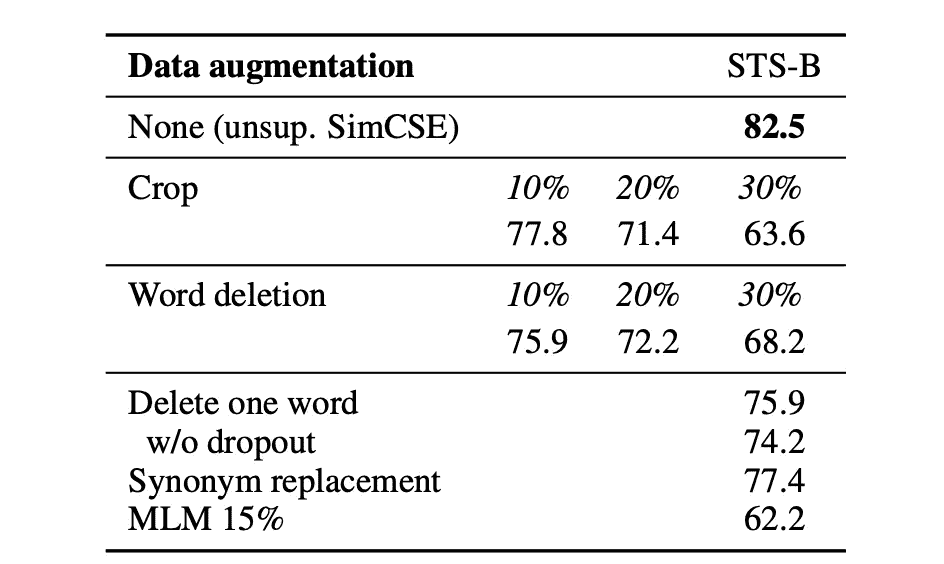 Data augmentation STS-B
None (unsup. SimCSE) 82.5
Crop 10% 20% 30%
77.8 71.4 63.6
Word deletion 10% 20% 30%
75.9 72.2 68.2
Delete one word 75.9
w/o dropout 74.2
Synonym replacement 77.4
MLM 15% 62.2